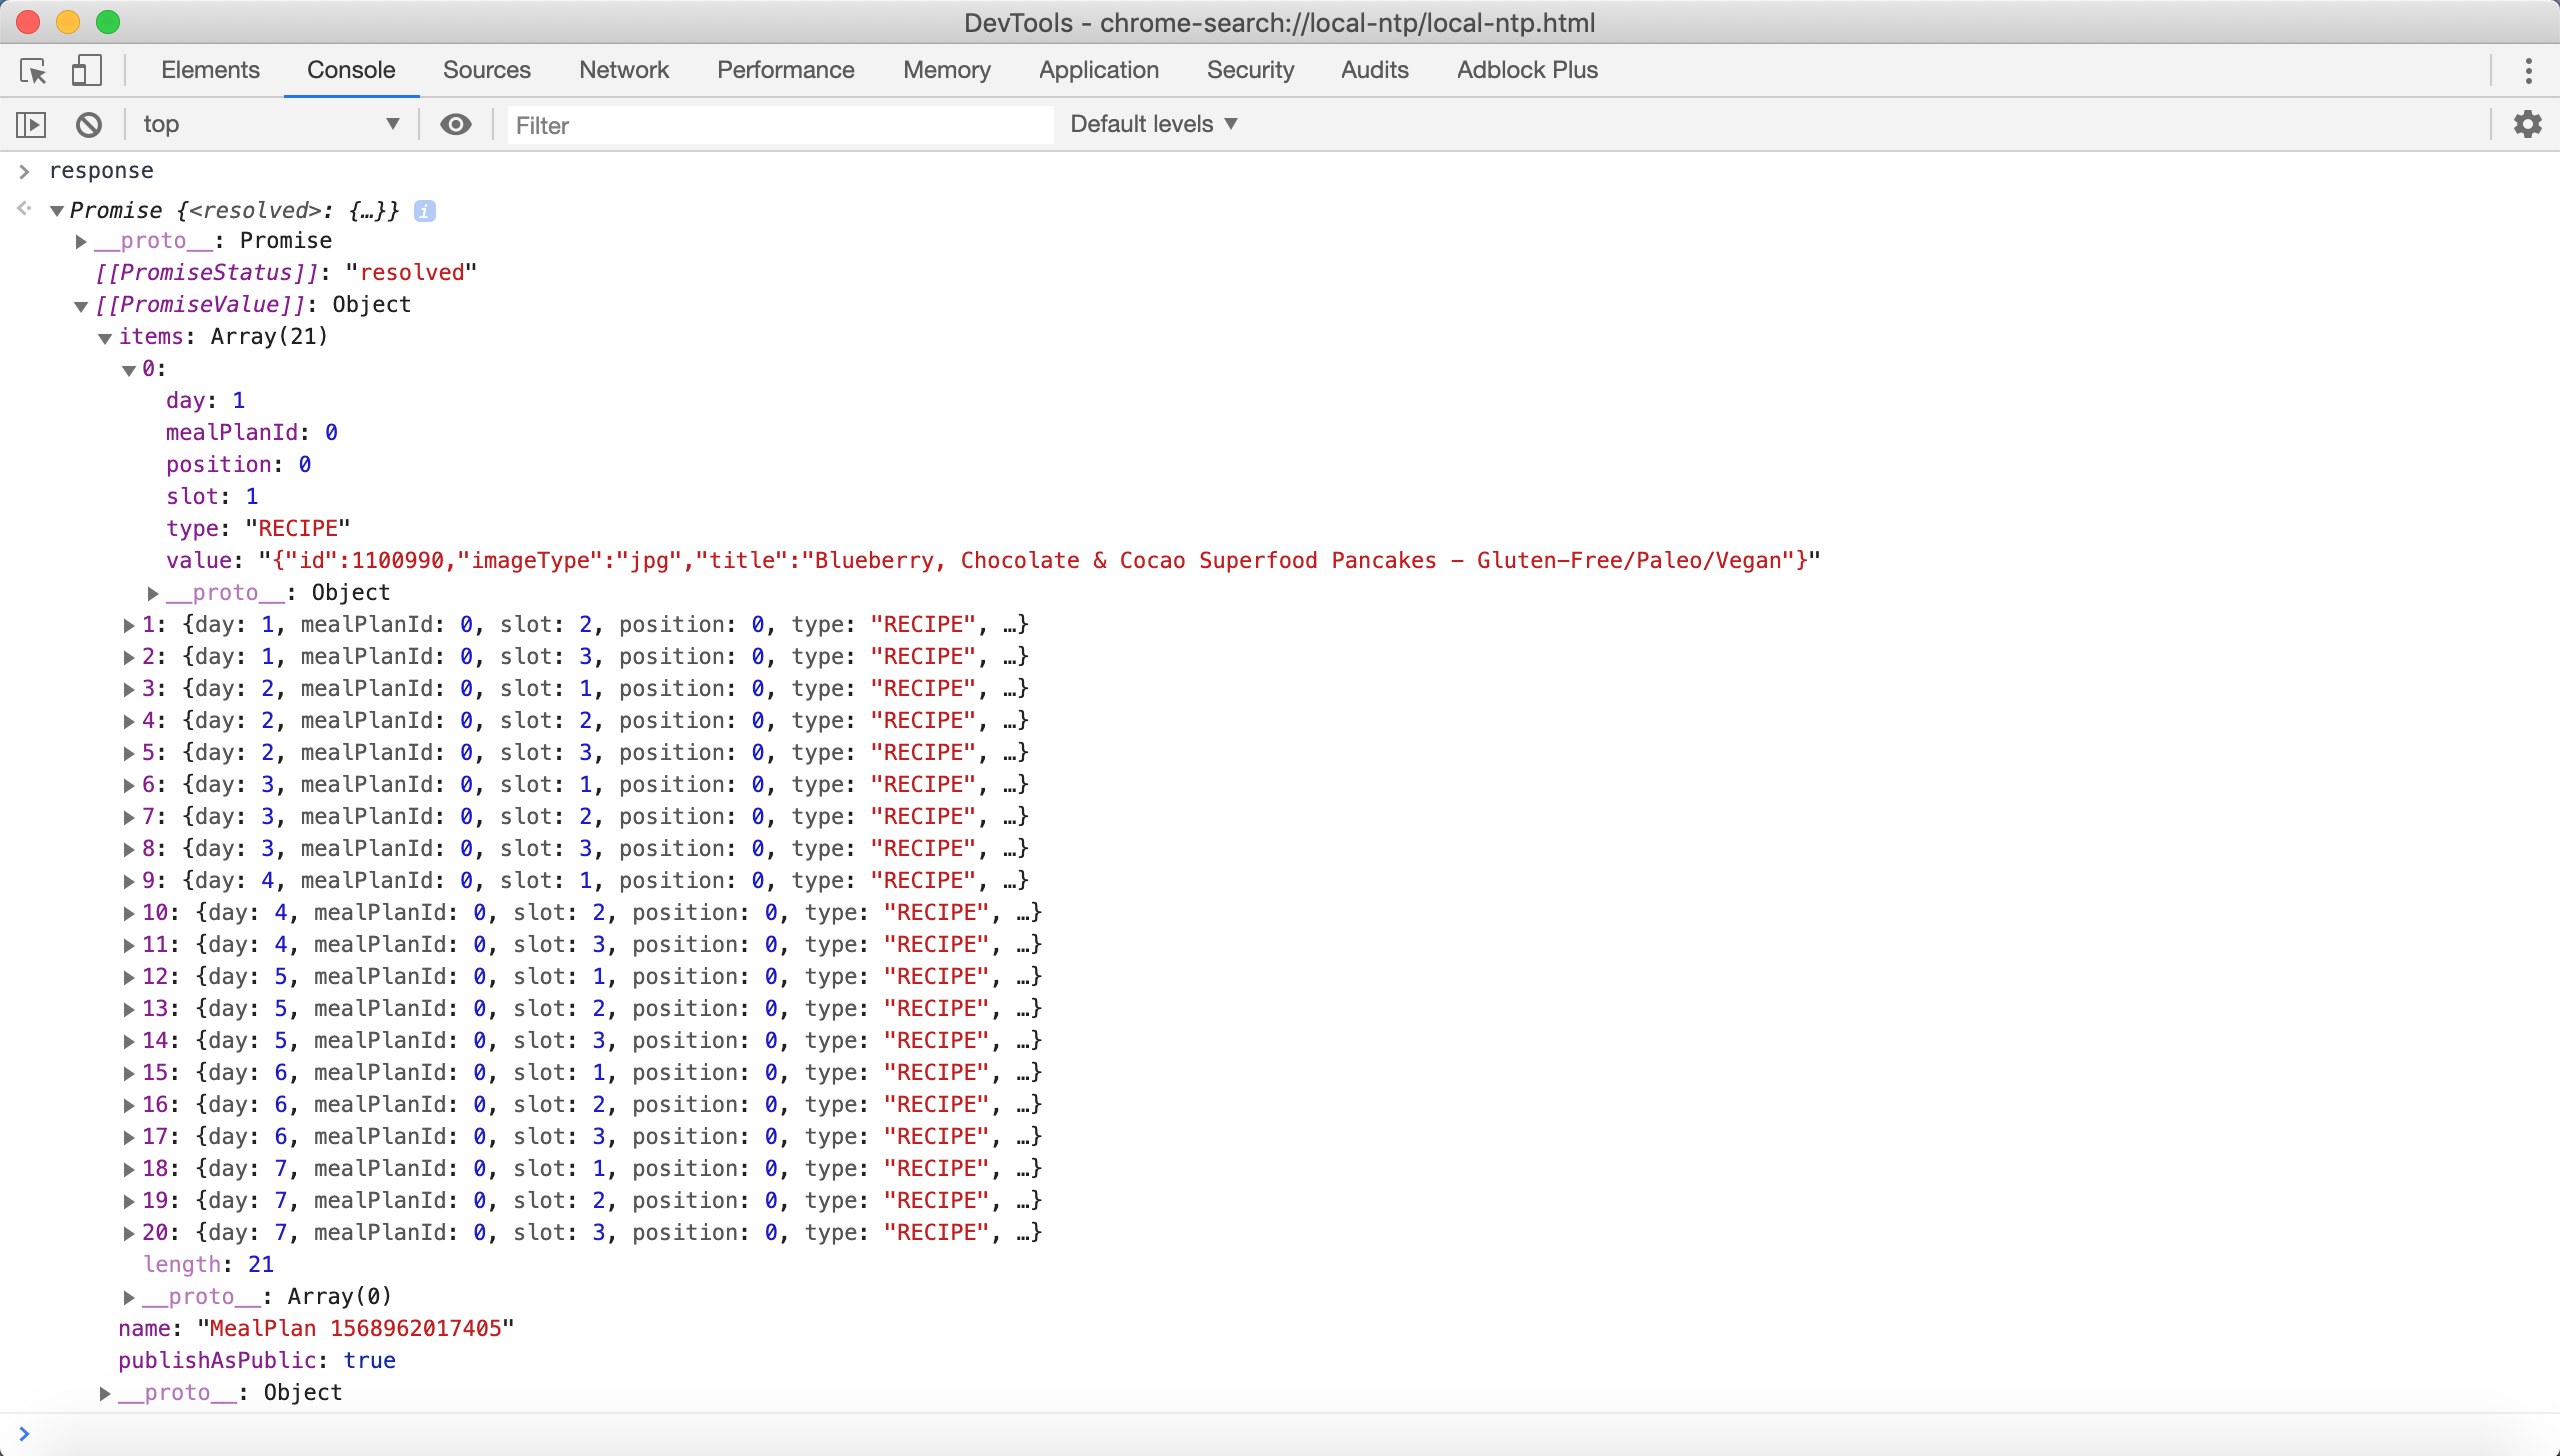 DevTools - chrome-search://local-ntp/local-ntp.html
Elements Console Sources Network Performance Memory Application Security Audits Adblock Plus
top Filter Default levels
response
Promise {<resolved>: {…}} i
__proto__: Promise
[[PromiseStatus]]: "resolved"
[[PromiseValue]]: Object
items: Array(21)
0:
day: 1
mealPlanId: 0
position: 0
slot: 1
type: "RECIPE"
value: "{"id":1100990,"imageType":"jpg","title":"Blueberry, Chocolate & Cocao Superfood Pancakes - Gluten-Free/Paleo/Vegan"}"
__proto__: Object
1: {day: 1, mealPlanId: 0, slot: 2, position: 0, type: "RECIPE", …}
2: {day: 1, mealPlanId: 0, slot: 3, position: 0, type: "RECIPE", …}
3: {day: 2, mealPlanId: 0, slot: 1, position: 0, type: "RECIPE", …}
4: {day: 2, mealPlanId: 0, slot: 2, position: 0, type: "RECIPE", …}
5: {day: 2, mealPlanId: 0, slot: 3, position: 0, type: "RECIPE", …}
6: {day: 3, mealPlanId: 0, slot: 1, position: 0, type: "RECIPE", …}
7: {day: 3, mealPlanId: 0, slot: 2, position: 0, type: "RECIPE", …}
8: {day: 3, mealPlanId: 0, slot: 3, position: 0, type: "RECIPE", …}
9: {day: 4, mealPlanId: 0, slot: 1, position: 0, type: "RECIPE", …}
10: {day: 4, mealPlanId: 0, slot: 2, position: 0, type: "RECIPE", …}
11: {day: 4, mealPlanId: 0, slot: 3, position: 0, type: "RECIPE", …}
12: {day: 5, mealPlanId: 0, slot: 1, position: 0, type: "RECIPE", …}
13: {day: 5, mealPlanId: 0, slot: 2, position: 0, type: "RECIPE", …}
14: {day: 5, mealPlanId: 0, slot: 3, position: 0, type: "RECIPE", …}
15: {day: 6, mealPlanId: 0, slot: 1, position: 0, type: "RECIPE", …}
16: {day: 6, mealPlanId: 0, slot: 2, position: 0, type: "RECIPE", …}
17: {day: 6, mealPlanId: 0, slot: 3, position: 0, type: "RECIPE", …}
18: {day: 7, mealPlanId: 0, slot: 1, position: 0, type: "RECIPE", …}
19: {day: 7, mealPlanId: 0, slot: 2, position: 0, type: "RECIPE", …}
20: {day: 7, mealPlanId: 0, slot: 3, position: 0, type: "RECIPE", …}
length: 21
__proto__: Array(0)
name: "MealPlan 1568962017405"
publishAsPublic: true
__proto__: Object